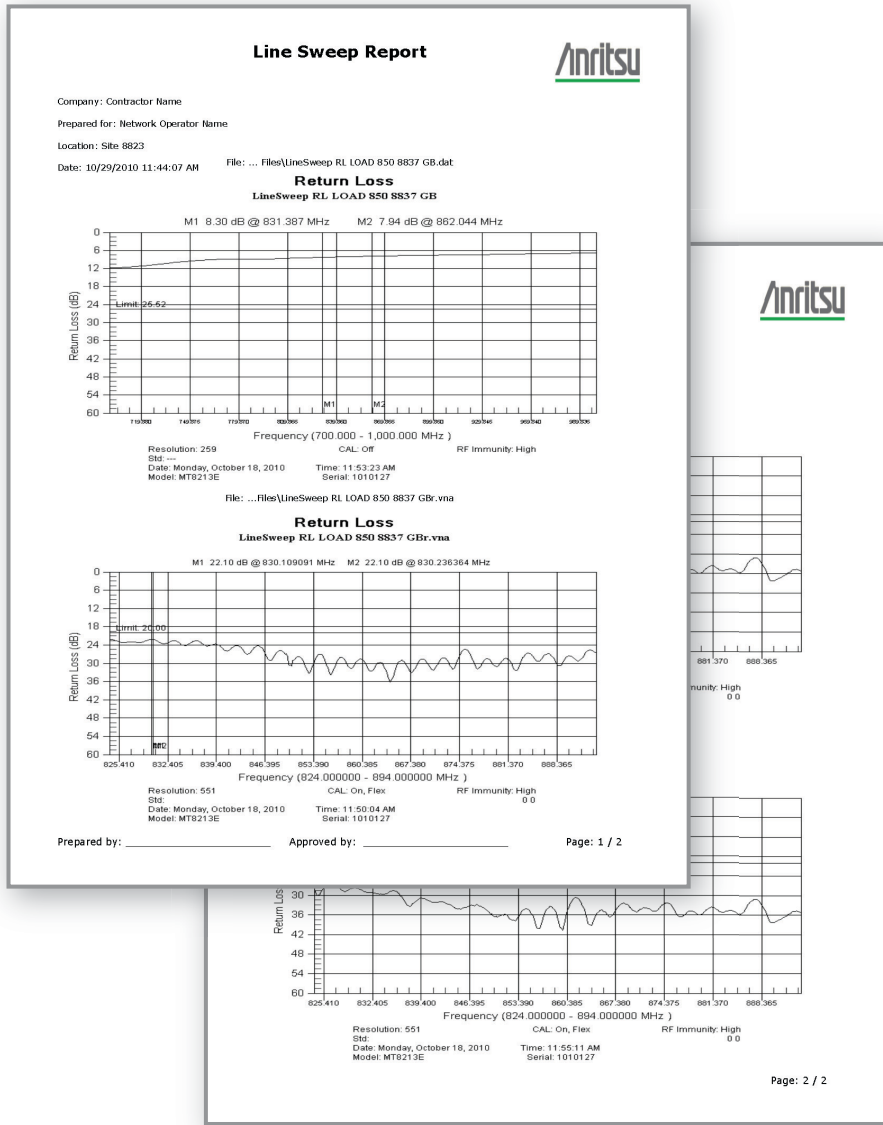 Line Sweep Report
Anritsu
Company: Contractor Name
Prepared for: Network Operator Name
Location: Site 8823
Date: 10/29/2010 11:44:07 AM
File: ... Files\LineSweep RL LOAD 850 8837 GB.dat
Return Loss
LineSweep RL LOAD 850 8837 GB
M1 8.30 dB @ 831.387 MHz M2 7.94 dB @ 862.044 MHz
Return Loss (dB)
0
6
12
18
24
30
36
42
48
54
60
Limit: 25.52
M1 M2
Frequency (700.000 - 1,000.000 MHz )
Resolution: 259 CAL: Off RF Immunity: High
Std: ---
Date: Monday, October 18, 2010 Time: 11:53:23 AM
Model: MT8213E Serial: 1010127
File: ...Files\LineSweep RL LOAD 850 8837 GBr.vna
Return Loss
LineSweep RL LOAD 850 8837 GBr.vna
M1 22.10 dB @ 830.109091 MHz M2 22.10 dB @ 830.236364 MHz
Return Loss (dB)
0
6
12
18
24
30
36
42
48
54
60
Limit: 20.00
825.410 832.405 839.400 846.395 853.390 860.385 867.380 874.375 881.370 888.365
Frequency (824.000000 - 894.000000 MHz )
Resolution: 551 CAL: On, Flex RF Immunity: High
Std: 0 0
Date: Monday, October 18, 2010 Time: 11:50:04 AM
Model: MT8213E Serial: 1010127
Prepared by: Approved by: Page: 1 / 2
Anritsu
881.370 888.365
munity: High
0 0
Return Los
30
36
42
48
54
60
825.410 832.405 839.400 846.395 853.390 860.385 867.380 874.375 881.370 888.365
Frequency (824.000000 - 894.000000 MHz )
Resolution: 551 CAL: On, Flex RF Immunity: High
Std: 0 0
Date: Monday, October 18, 2010 Time: 11:55:11 AM
Model: MT8213E Serial: 1010127
Page: 2 / 2